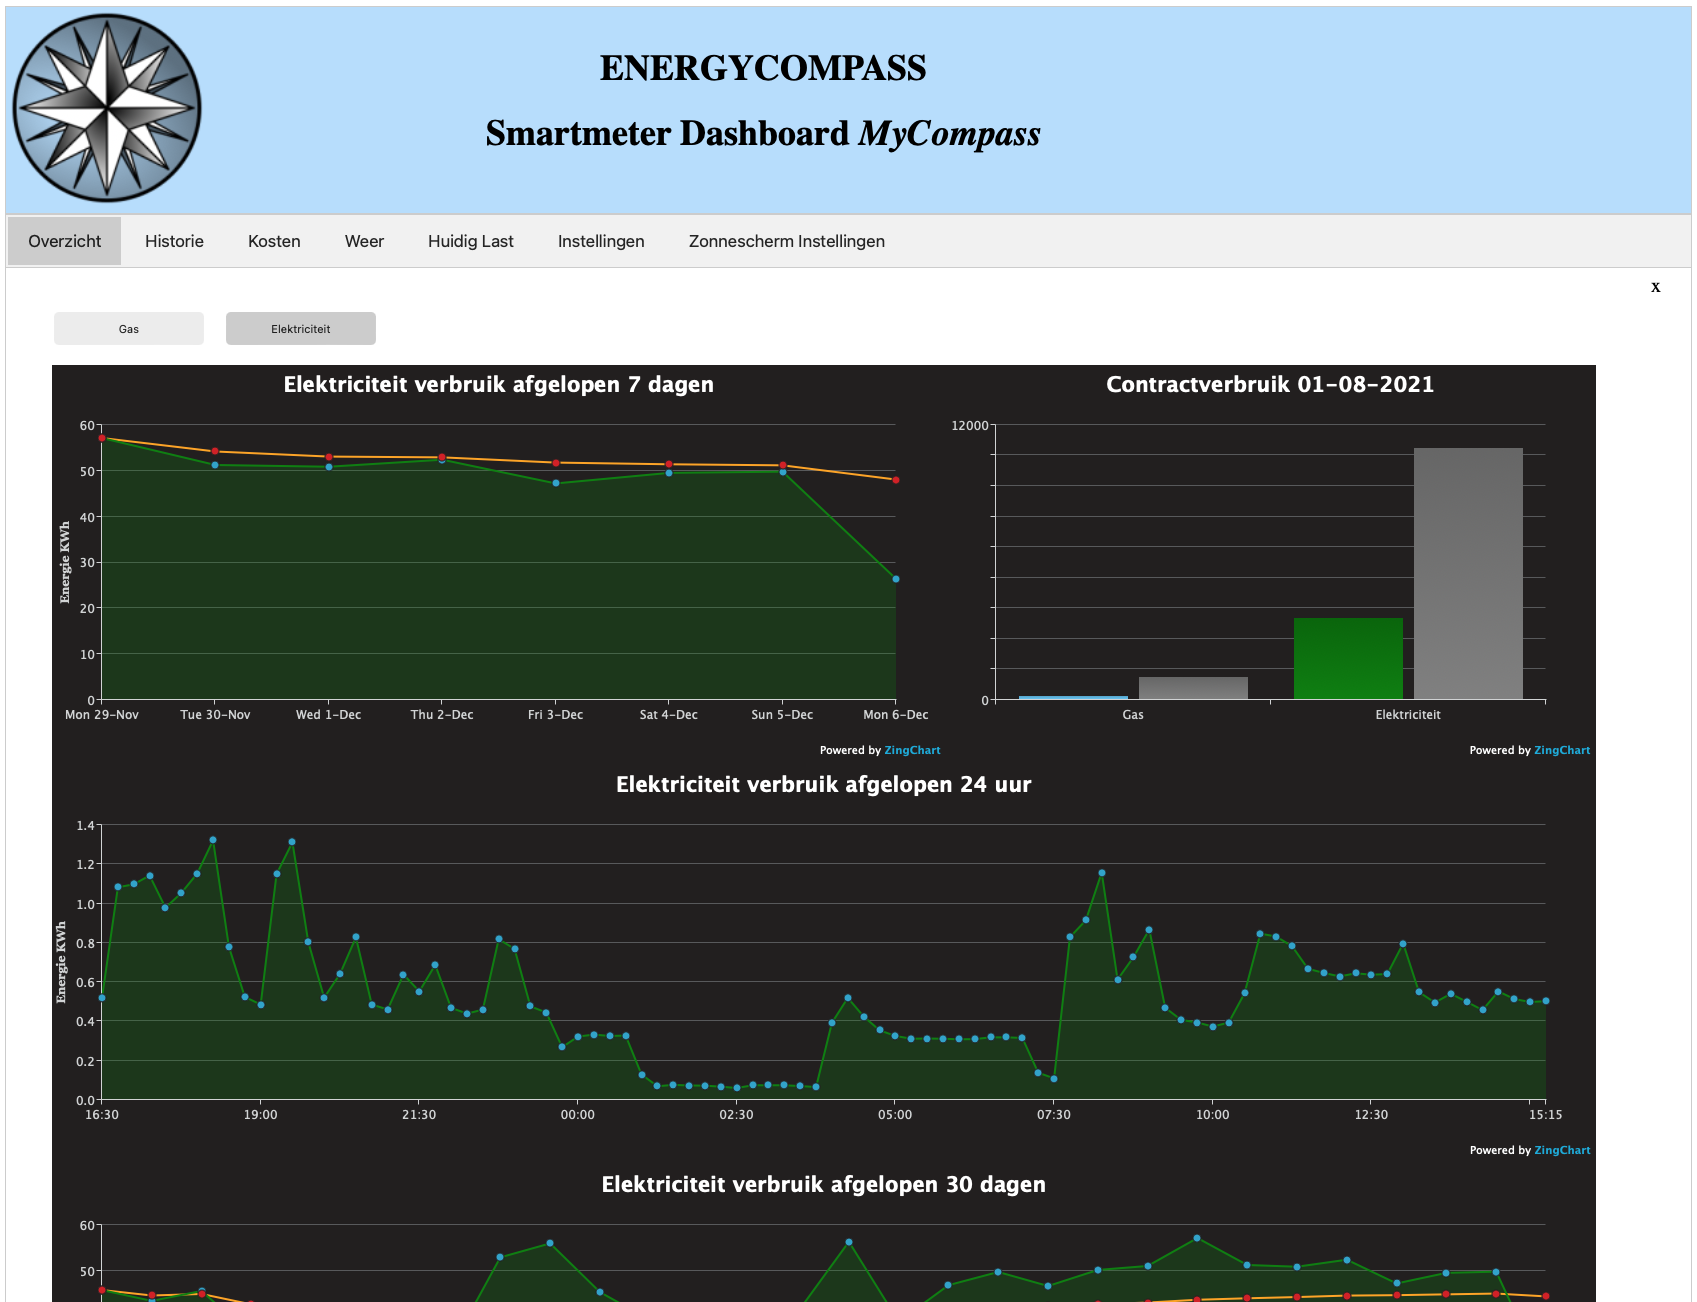 ENERGYCOMPASS
Smartmeter Dashboard MyCompass
Overzicht Historie Kosten Weer Huidig Last Instellingen Zonnescherm Instellingen
x
Gas Elektriciteit
Elektriciteit verbruik afgelopen 7 dagen
Energie KWh
60
50
40
30
20
10
0
Mon 29-Nov Tue 30-Nov Wed 1-Dec Thu 2-Dec Fri 3-Dec Sat 4-Dec Sun 5-Dec Mon 6-Dec
Powered by ZingChart
Contractverbruik 01-08-2021
12000
0
Gas Elektriciteit
Powered by ZingChart
Elektriciteit verbruik afgelopen 24 uur
Energie KWh
1.4
1.2
1.0
0.8
0.6
0.4
0.2
0.0
16:30 19:00 21:30 00:00 02:30 05:00 07:30 10:00 12:30 15:15
Powered by ZingChart
Elektriciteit verbruik afgelopen 30 dagen
60
50